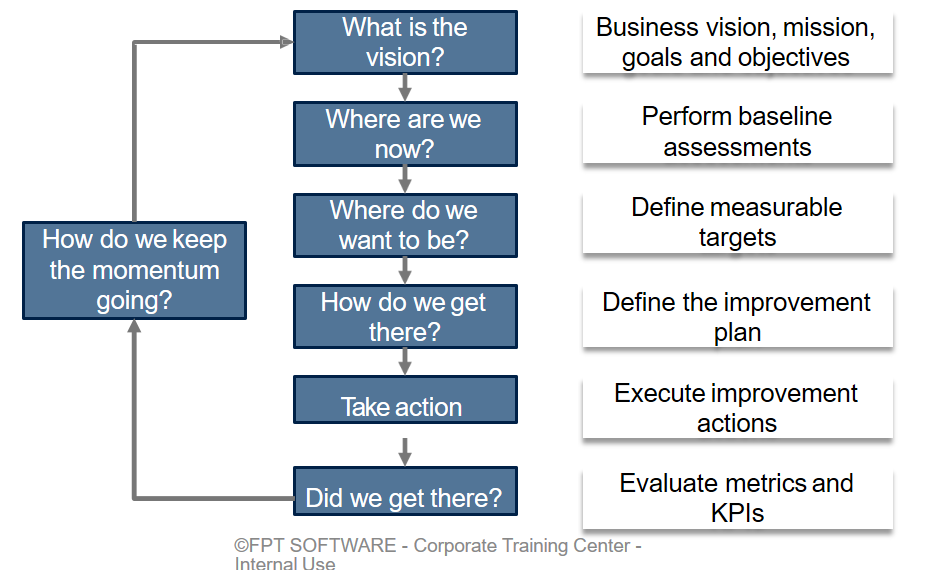 What is the
vision?
Business vision, mission,
goals and objectives
Where are we
now?
Perform baseline
assessments
Where do we
want to be?
Define measurable
targets
How do we keep
the momentum
going?
How do we get
there?
Define the improvement
plan
Take action
Execute improvement
actions
Did we get there?
Evaluate metrics and
KPIs
©FPT SOFTWARE - Corporate Training Center -
Internal Use